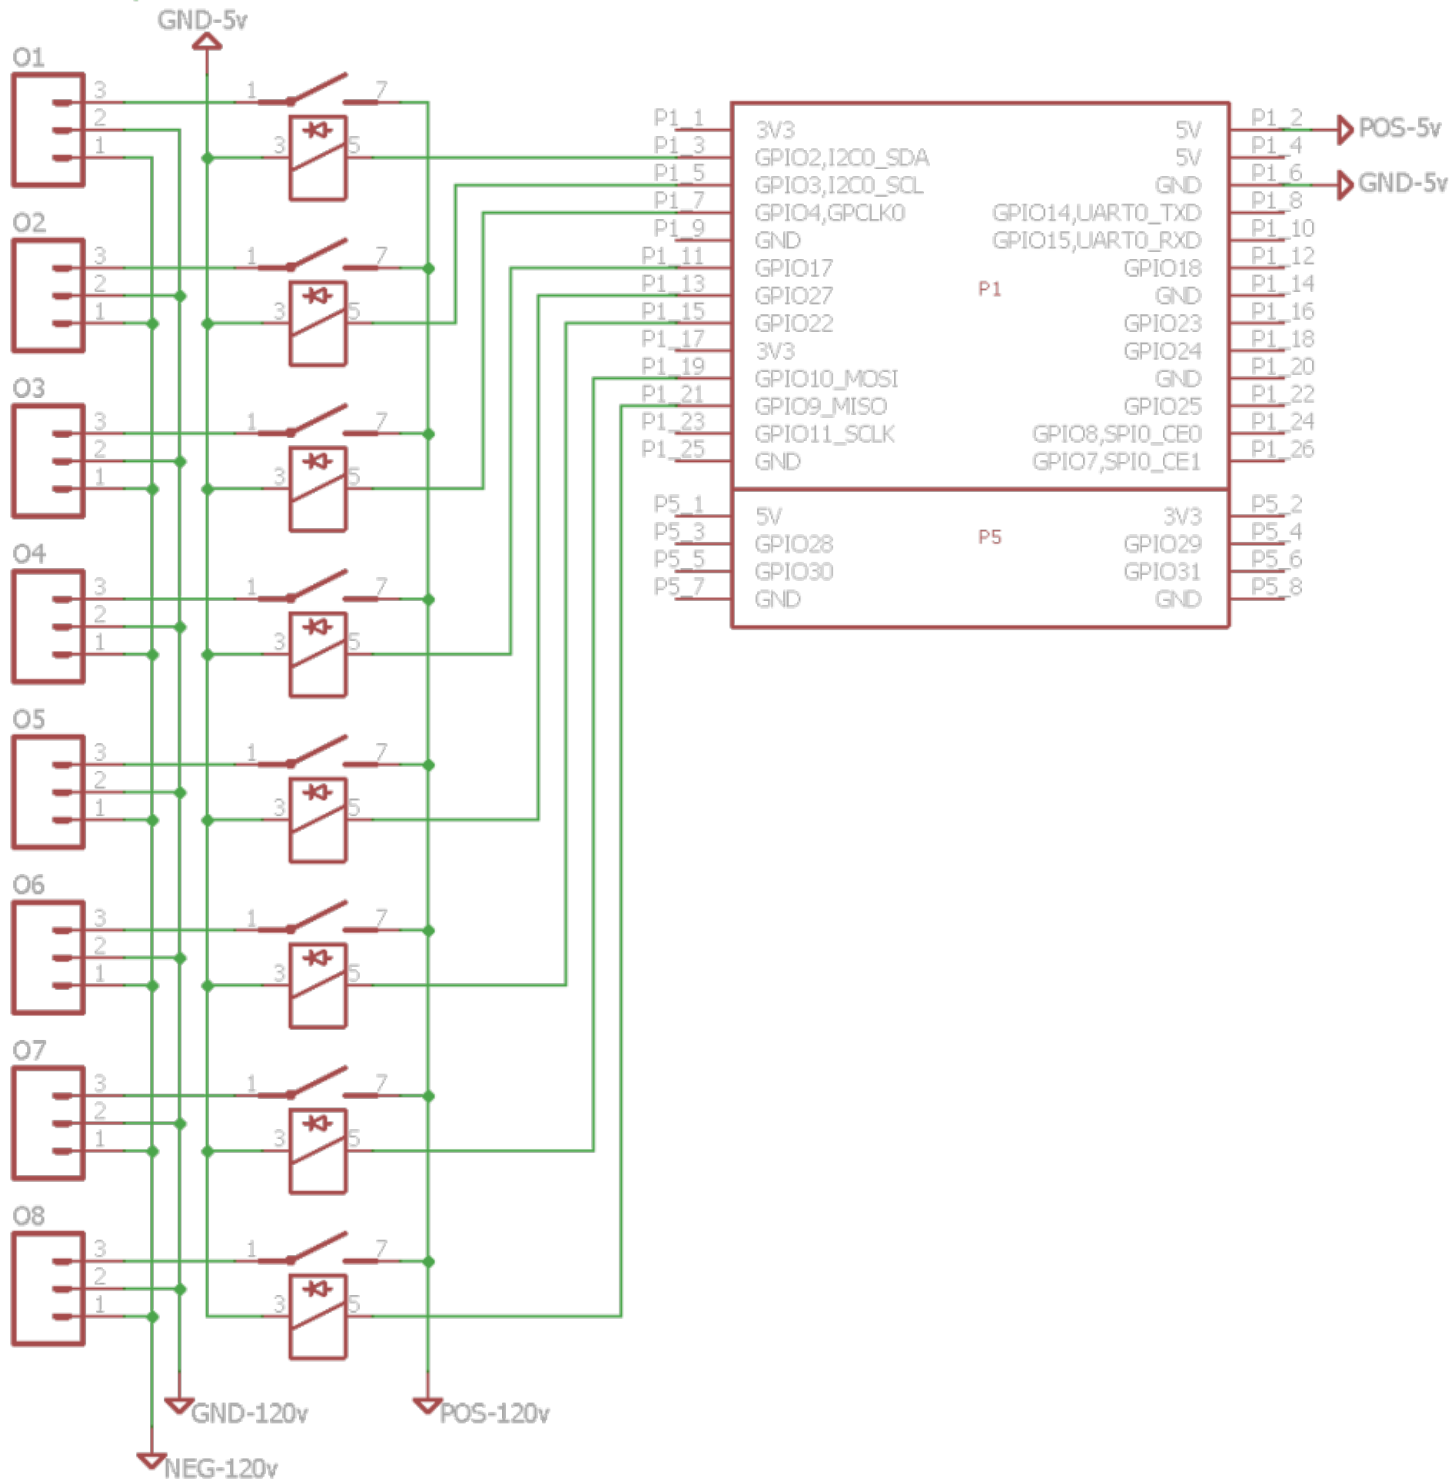 GND-5v
O1
3
2
1
1
7
3
5
O2
3
2
1
1
7
3
5
O3
3
2
1
1
7
3
5
O4
3
2
1
1
7
3
5
O5
3
2
1
1
7
3
5
O6
3
2
1
1
7
3
5
O7
3
2
1
1
7
3
5
O8
3
2
1
1
7
3
5
GND-120v
POS-120v
NEG-120v
P1_1 3V3 5V P1_2 POS-5v
P1_3 GPIO2,I2C0_SDA 5V P1_4
P1_5 GPIO3,I2C0_SCL GND P1_6 GND-5v
P1_7 GPIO4,GPCLK0 GPIO14,UART0_TXD P1_8
P1_9 GND GPIO15,UART0_RXD P1_10
P1_11 GPIO17 GPIO18 P1_12
P1
P1_13 GPIO27 GND P1_14
P1_15 GPIO22 GPIO23 P1_16
P1_17 3V3 GPIO24 P1_18
P1_19 GPIO10_MOSI GND P1_20
P1_21 GPIO9_MISO GPIO25 P1_22
P1_23 GPIO11_SCLK GPIO8,SPI0_CE0 P1_24
P1_25 GND GPIO7,SPI0_CE1 P1_26
P5_1 5V 3V3 P5_2
P5
P5_3 GPIO28 GPIO29 P5_4
P5_5 GPIO30 GPIO31 P5_6
P5_7 GND GND P5_8